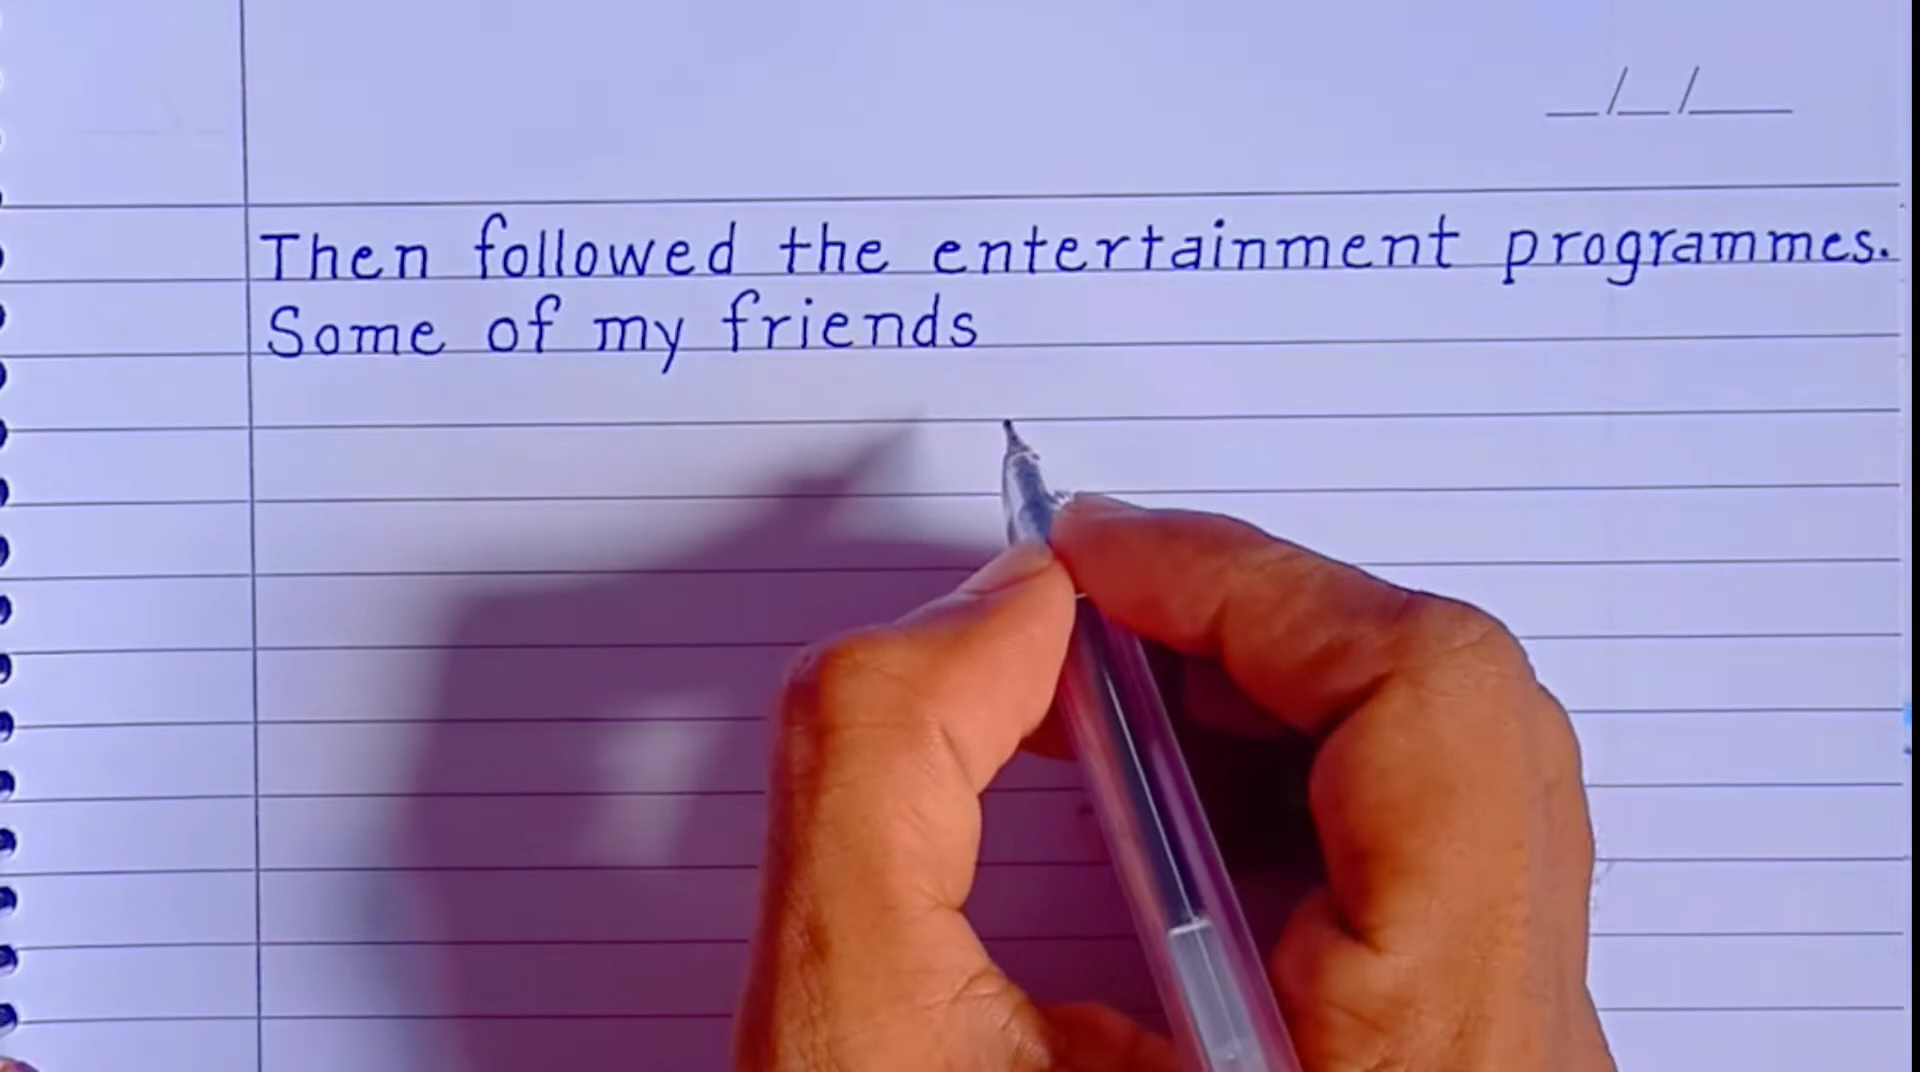 Then followed the entertainment programmes.
Some of my friends